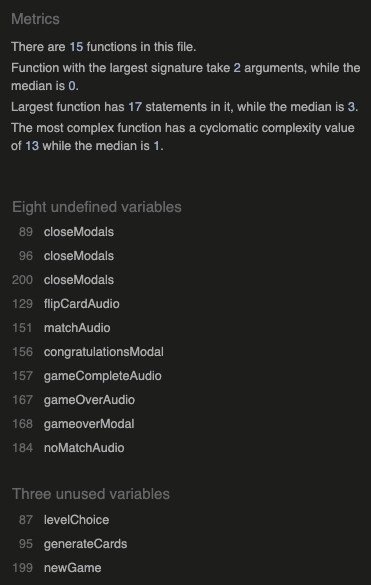 Metrics
There are 15 functions in this file.
Function with the largest signature take 2 arguments, while the
median is 0.
Largest function has 17 statements in it, while the median is 3.
The most complex function has a cyclomatic complexity value
of 13 while the median is 1.
Eight undefined variables
89 closeModals
96 closeModals
200 closeModals
129 flipCardAudio
151 matchAudio
156 congratulationsModal
157 gameCompleteAudio
167 gameOverAudio
168 gameoverModal
184 noMatchAudio
Three unused variables
87 levelChoice
95 generateCards
199 newGame